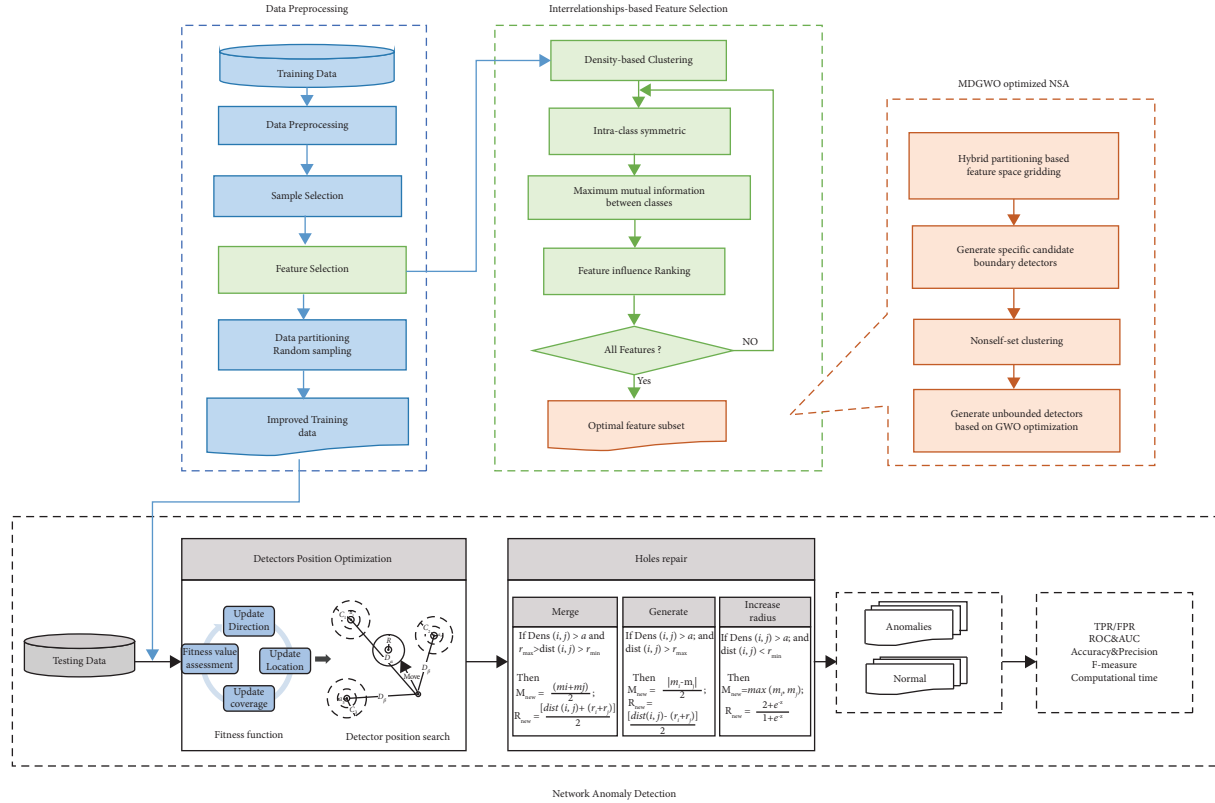 Data Preprocessing
Training Data
Data Preprocessing
Sample Selection
Feature Selection
Data partitioning
Random sampling
Improved Training
data
Interrelationships-based Feature Selection
Density-based Clustering
Intra-class symmetric
Maximum mutual information
between classes
Feature influence Ranking
All Features ?
NO
Yes
Optimal feature subset
MDGWO optimized NSA
Hybrid partitioning based
feature space gridding
Generate specific candidate
boundary detectors
Nonself-set clustering
Generate unbounded detectors
based on GWO optimization
Testing Data
Detectors Position Optimization
Update
Direction
Fitness value
assessment
Update
Location
Update
coverage
Fitness function
R
Move
Detector position search
Holes repair
Merge
If Dens (i, j) > a and
r_max>dist (i, j) > r_min
Then
M_new = (mi+mj)/2 ;
R_new = [dist (i, j)+ (r_i+r_j)]/2
Generate
If Dens (i, j) > a; and
dist (i, j) > r_max
Then
M_new = |m_i-m_j|/2 ;
R_new =
[dist(i, j)- (r_i+r_j)]/2
Increase
radius
If Dens (i, j) > a; and
dist (i, j) < r_min
Then
M_new=max (m_i, m_j);
R_new = 2+e^-x/1+e^-x
Anomalies
Normal
TPR/FPR
ROC&AUC
Accuracy&Precision
F-measure
Computational time
Network Anomaly Detection